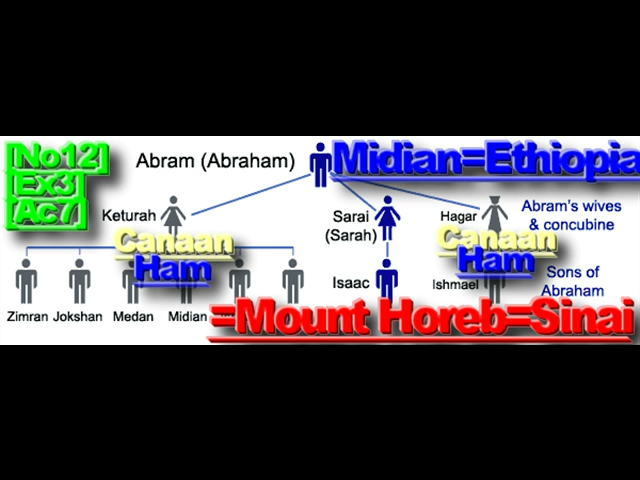 [No12]
[Ex3]
[Ac7]
Abram (Abraham)
Midian=Ethiopia
Keturah
Sarai
(Sarah)
Hagar
Abram's wives
& concubine
Canaan
Ham
Canaan
Ham
Isaac
Ishmael
Sons of
Abraham
Zimran Jokshan Medan Midian
=Mount Horeb=Sinai